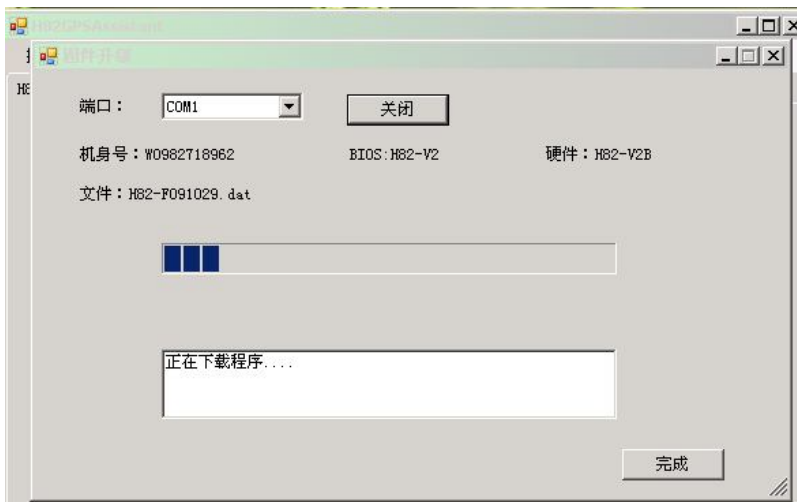 H82GPSAssistant
固件升级
H8
端口：
COM1
关闭
机身号：W0982718962
BIOS:H82-V2
硬件：H82-V2B
文件：H82-F091029.dat
正在下载程序....
完成